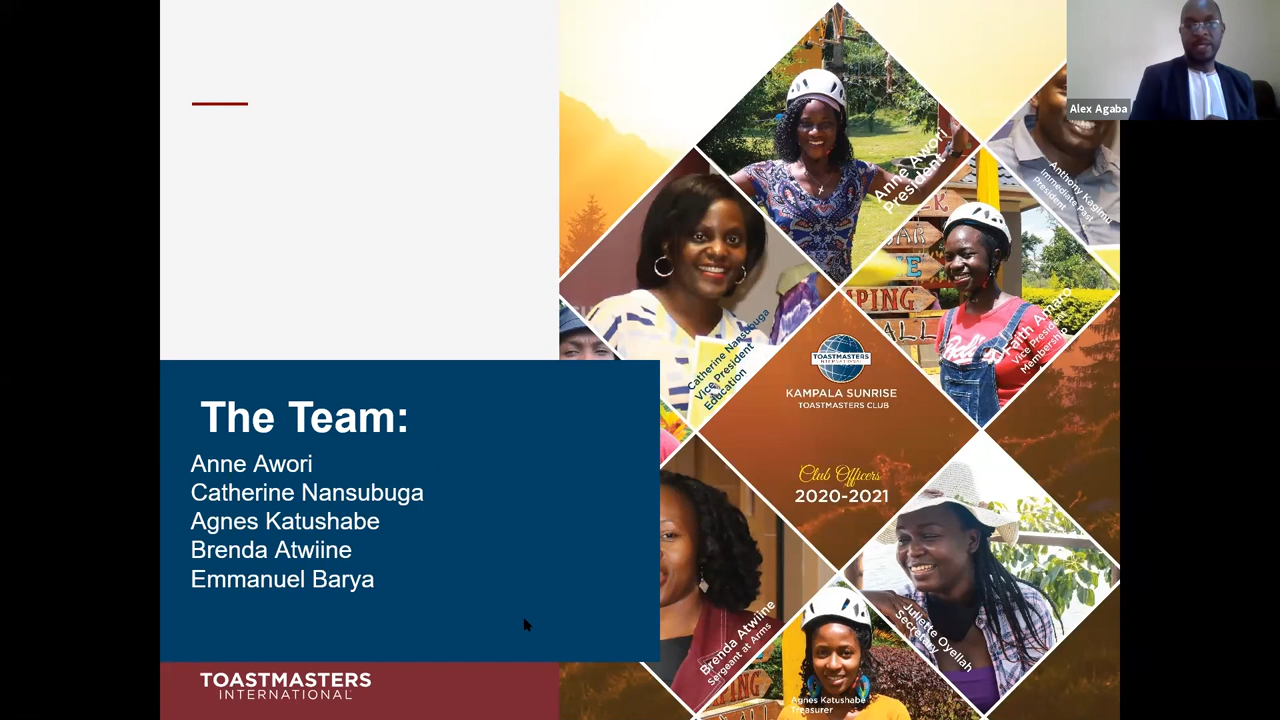 Alex Agaba
Anne Awori
President
Anthony Kagimu
Immediate Past
President
Catherine Nansubuga
Vice President
Education
Faith Amaro
Vice President
Membership
TOASTMASTERS
INTERNATIONAL
KAMPALA SUNRISE
TOASTMASTERS CLUB
Club Officers
2020-2021
The Team:
Anne Awori
Catherine Nansubuga
Agnes Katushabe
Brenda Atwiine
Emmanuel Barya
Brenda Atwiine
Sergeant at Arms
Juliette Oyellah
Secretary
Agnes Katushabe
Treasurer
TOASTMASTERS
INTERNATIONAL